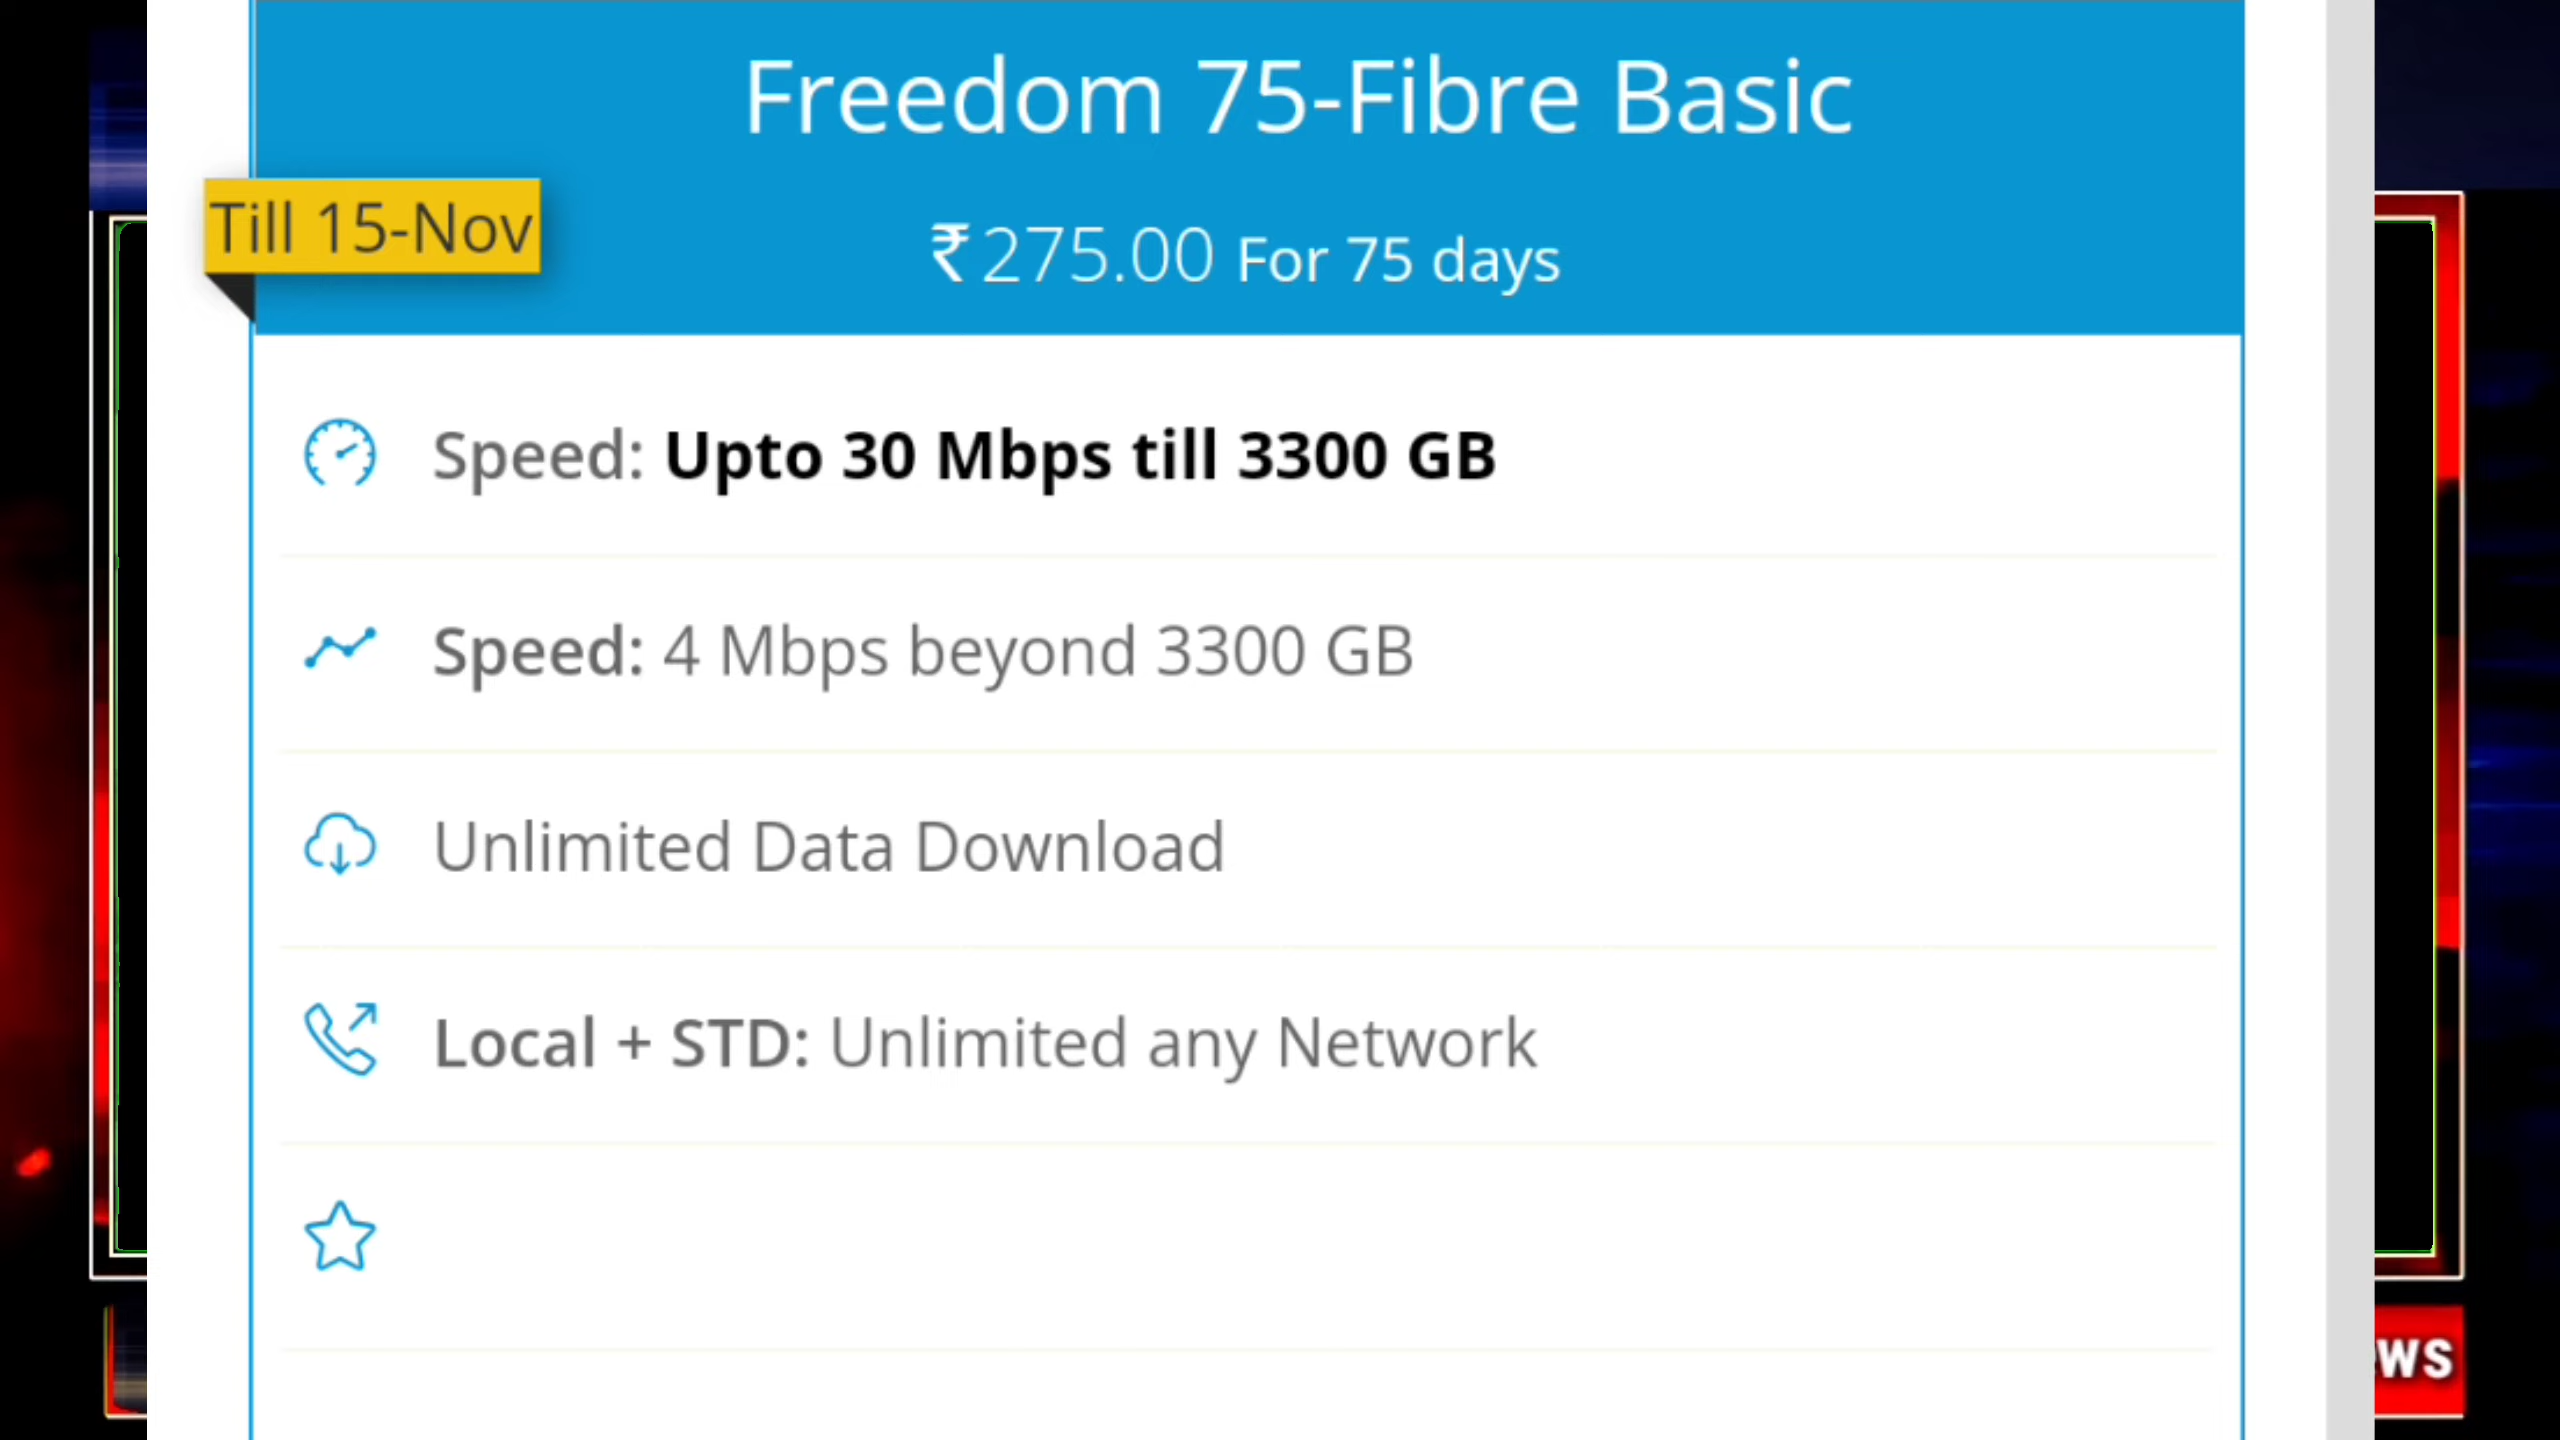 Freedom 75-Fibre Basic
Till 15-Nov
₹275.00 For 75 days
Speed: Upto 30 Mbps till 3300 GB
Speed: 4 Mbps beyond 3300 GB
Unlimited Data Download
Local + STD: Unlimited any Network